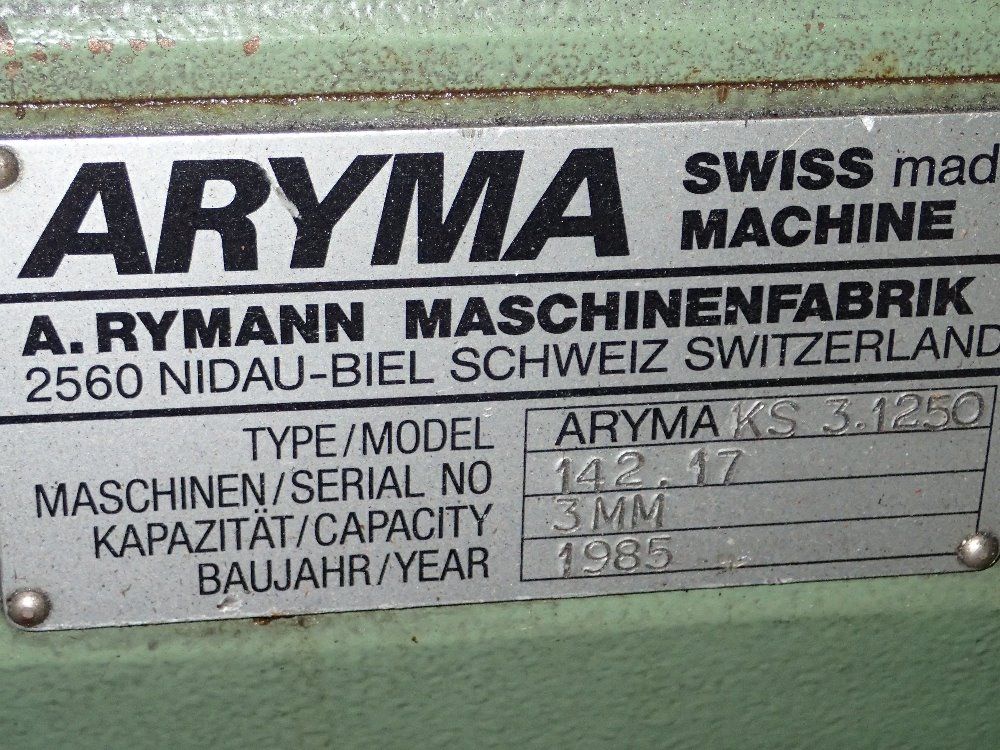 ARYMA SWISS mad
MACHINE
A. RYMANN MASCHINENFABRIK
2560 NIDAU-BIEL SCHWEIZ SWITZERLAND
TYPE/MODEL ARYMA KS 3.1250
MASCHINEN/SERIAL NO 142.17
KAPAZITÄT/CAPACITY 3MM
BAUJAHR/YEAR 1985